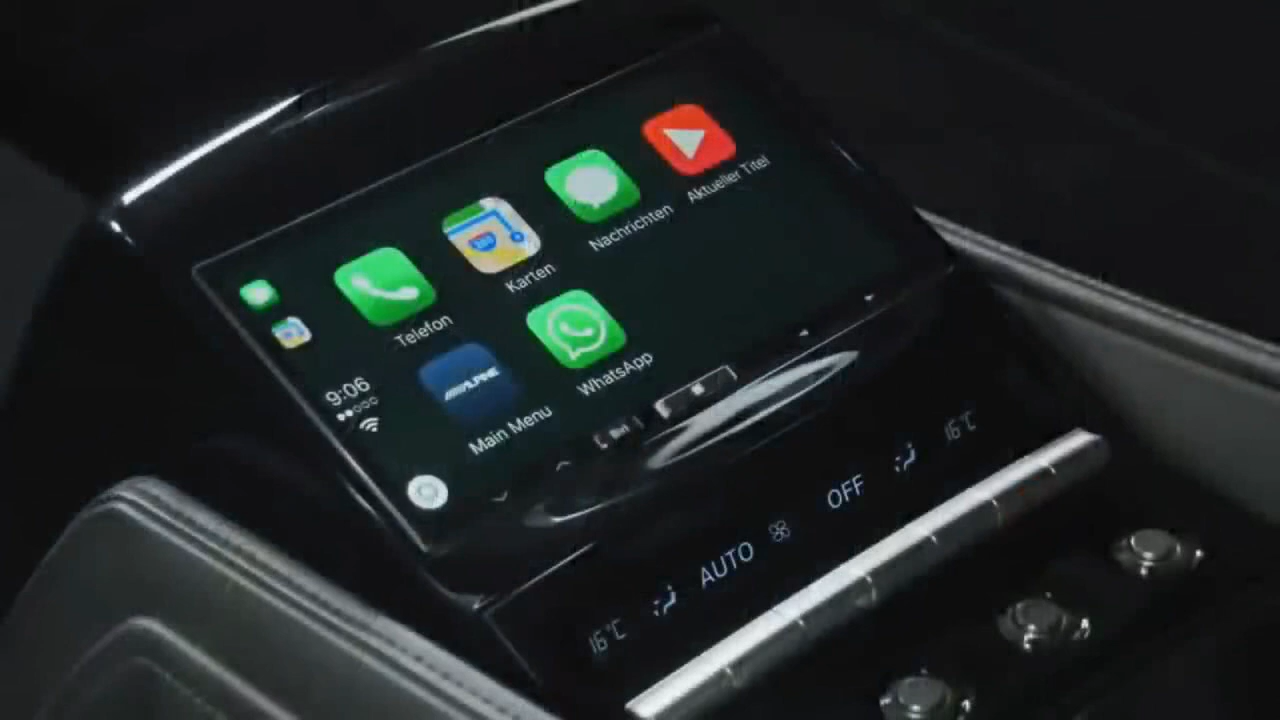 Telefon
Karten
Nachrichten
Aktueller Titel
ALPINE
Main Menu
WhatsApp
9:06
16°C
AUTO
OFF
16°C